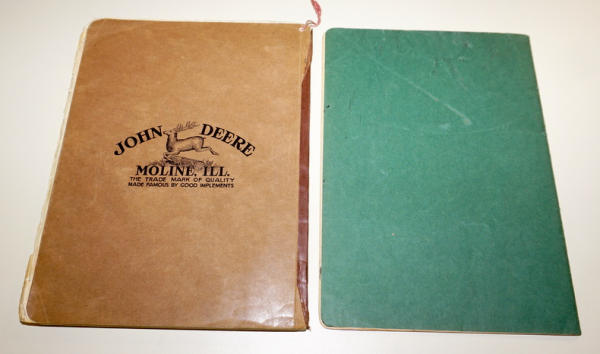 JOHN DEERE
MOLINE, ILL.
THE TRADE MARK OF QUALITY
MADE FAMOUS BY GOOD IMPLEMENTS